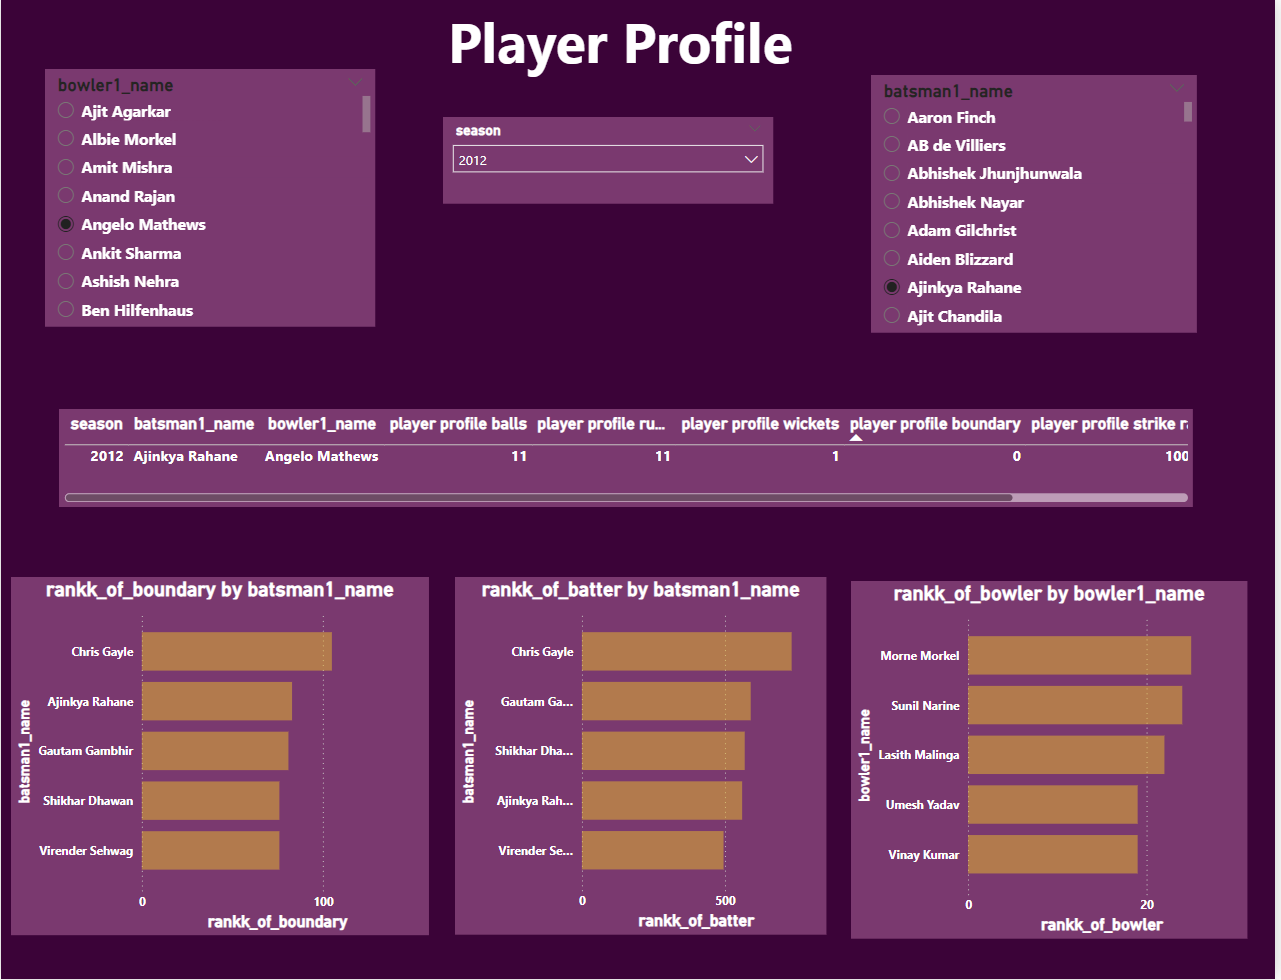 Player Profile
bowler1_name
Ajit Agarkar
Albie Morkel
Amit Mishra
Anand Rajan
Angelo Mathews
Ankit Sharma
Ashish Nehra
Ben Hilfenhaus
season
2012
batsman1_name
Aaron Finch
AB de Villiers
Abhishek Jhunjhunwala
Abhishek Nayar
Adam Gilchrist
Aiden Blizzard
Ajinkya Rahane
Ajit Chandila
season batsman1_name bowler1_name player profile balls player profile ru... player profile wickets player profile boundary player profile strike ra
2012 Ajinkya Rahane Angelo Mathews 11 11 1 0 100
rankk_of_boundary by batsman1_name
batsman1_name
Chris Gayle
Ajinkya Rahane
Gautam Gambhir
Shikhar Dhawan
Virender Sehwag
0 100
rankk_of_boundary
rankk_of_batter by batsman1_name
batsman1_name
Chris Gayle
Gautam Ga...
Shikhar Dha...
Ajinkya Rah...
Virender Se...
0 500
rankk_of_batter
rankk_of_bowler by bowler1_name
bowler1_name
Morne Morkel
Sunil Narine
Lasith Malinga
Umesh Yadav
Vinay Kumar
0 20
rankk_of_bowler